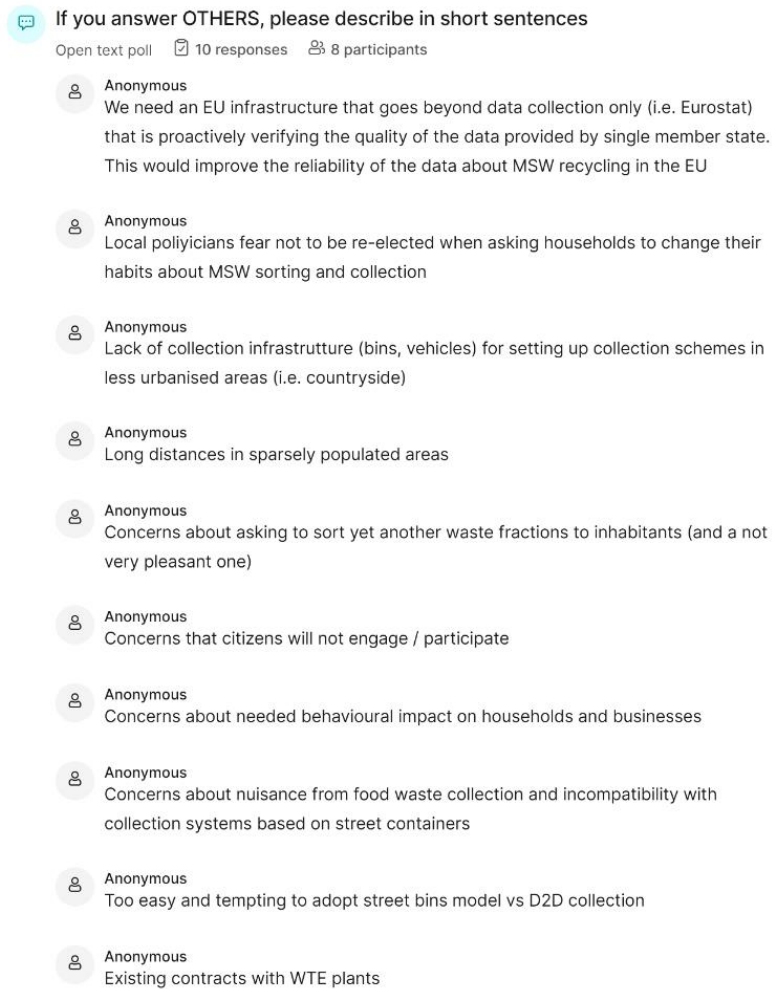 If you answer OTHERS, please describe in short sentences
Open text poll 10 responses 8 participants
Anonymous
We need an EU infrastructure that goes beyond data collection only (i.e. Eurostat)
that is proactively verifying the quality of the data provided by single member state.
This would improve the reliability of the data about MSW recycling in the EU
Anonymous
Local poliyicians fear not to be re-elected when asking households to change their
habits about MSW sorting and collection
Anonymous
Lack of collection infrastrutture (bins, vehicles) for setting up collection schemes in
less urbanised areas (i.e. countryside)
Anonymous
Long distances in sparsely populated areas
Anonymous
Concerns about asking to sort yet another waste fractions to inhabitants (and a not
very pleasant one)
Anonymous
Concerns that citizens will not engage / participate
Anonymous
Concerns about needed behavioural impact on households and businesses
Anonymous
Concerns about nuisance from food waste collection and incompatibility with
collection systems based on street containers
Anonymous
Too easy and tempting to adopt street bins model vs D2D collection
Anonymous
Existing contracts with WTE plants